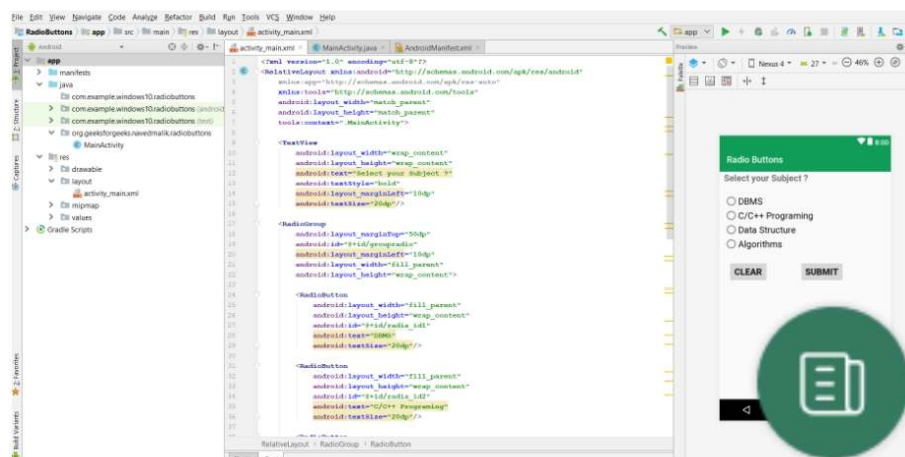 File Edit View Navigate Code Analyze Refactor Build Run Tools VCS Window Help
RadioButtons app src main res layout activity_main.xml
app
Android
activity_main.xml MainActivity.java AndroidManifest.xml
Preview
1: Project
Z: Structure
Captures
2: Favorites
Build Variants
app
manifests
java
com.example.windows10.radiobuttons
com.example.windows10.radiobuttons (android
com.example.windows10.radiobuttons (test)
org.geeksforgeeks.navedmalik.radiobuttons
MainActivity
res
drawable
layout
activity_main.xml
mipmap
values
Gradle Scripts
<?xml version="1.0" encoding="utf-8"?>
<RelativeLayout xmlns:android="http://schemas.android.com/apk/res/android"
xmlns:app="http://schemas.android.com/apk/res-auto"
xmlns:tools="http://schemas.android.com/tools"
android:layout_width="match_parent"
android:layout_height="match_parent"
tools:context=".MainActivity">
<TextView
android:layout_width="wrap_content"
android:layout_height="wrap_content"
android:text="Select your Subject ?"
android:textStyle="bold"
android:layout_marginLeft="10dp"
android:textSize="20dp"/>
<RadioGroup
android:layout_marginTop="50dp"
android:id="@+id/groupradio"
android:layout_marginLeft="10dp"
android:layout_width="fill_parent"
android:layout_height="wrap_content">
<RadioButton
android:layout_width="fill_parent"
android:layout_height="wrap_content"
android:id="@+id/radia_id1"
android:text="DBMS"
android:textSize="20dp"/>
<RadioButton
android:layout_width="fill_parent"
android:layout_height="wrap_content"
android:id="@+id/radia_id2"
android:text="C/C++ Programing"
android:textSize="20dp"/>
<RadioButton
RelativeLayout RadioGroup RadioButton
Palette
Nexus 4 27 46%
8:00
Radio Buttons
Select your Subject ?
DBMS
C/C++ Programing
Data Structure
Algorithms
CLEAR SUBMIT